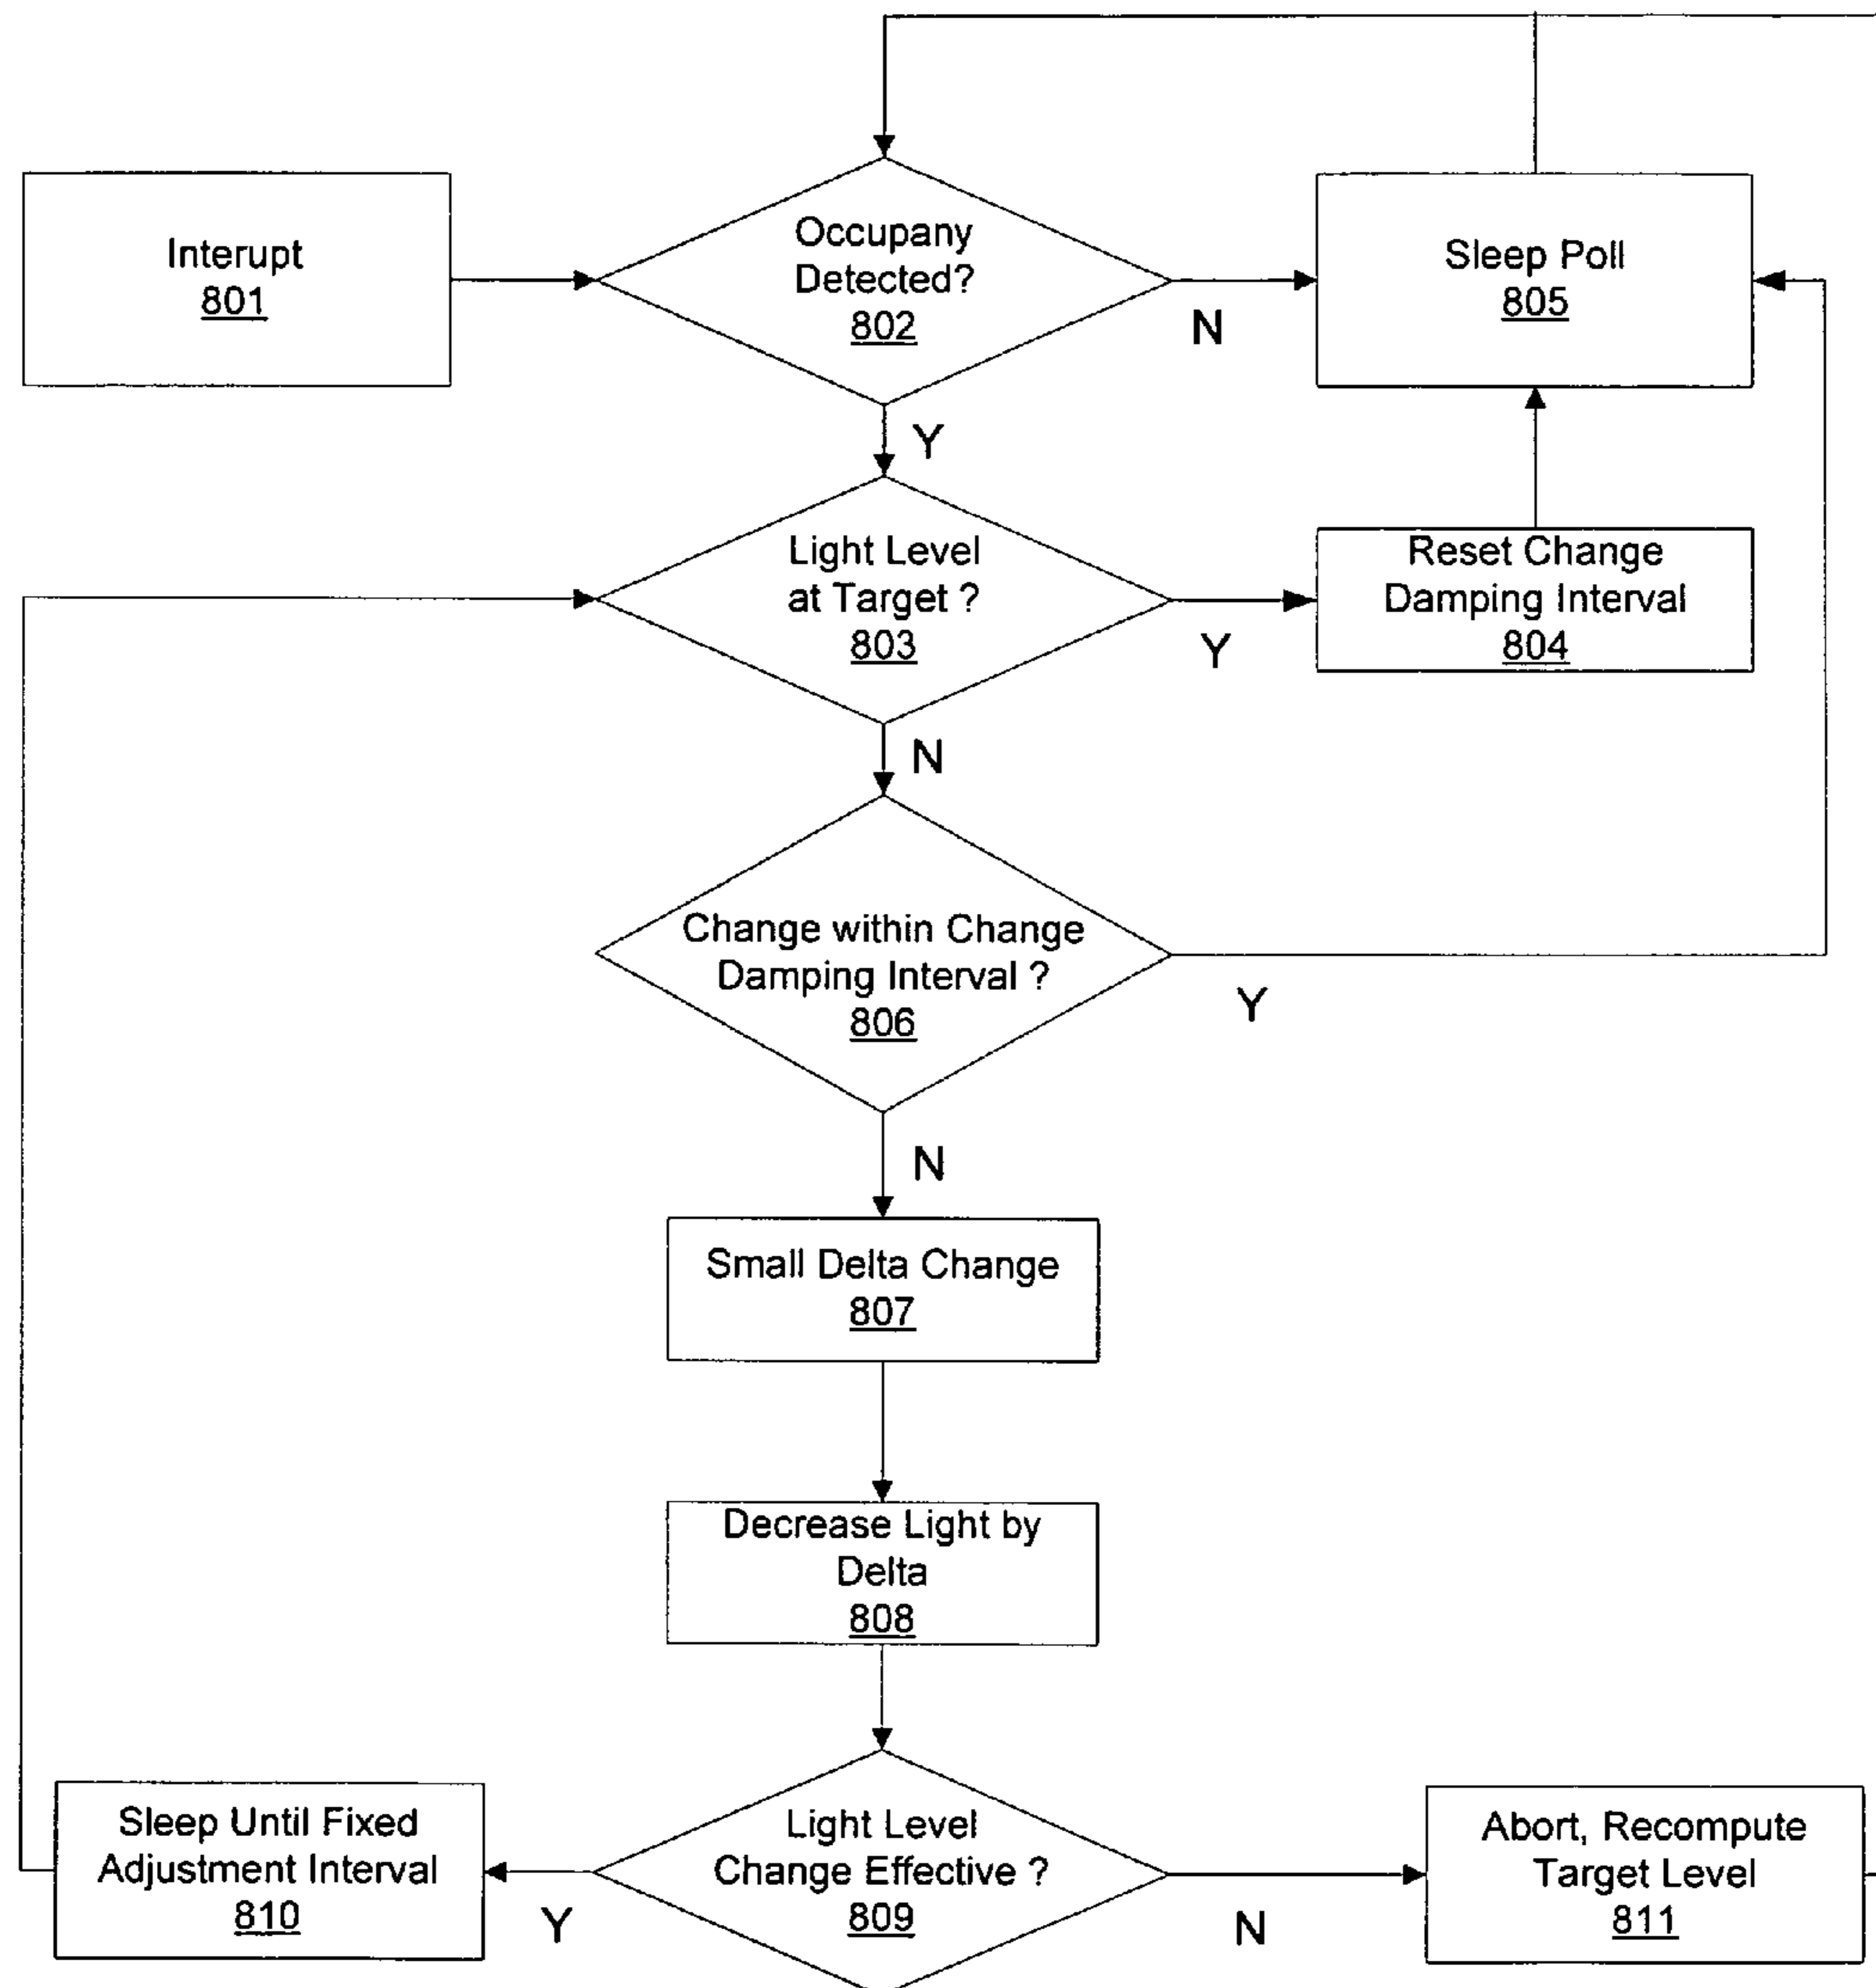 Interupt
801
Occupany
Detected?
802
N
Sleep Poll
805
Y
Light Level
at Target ?
803
Y
Reset Change
Damping Interval
804
N
Change within Change
Damping Interval ?
806
Y
N
Small Delta Change
807
Decrease Light by
Delta
808
Sleep Until Fixed
Adjustment Interval
810
Y
Light Level
Change Effective ?
809
N
Abort, Recompute
Target Level
811